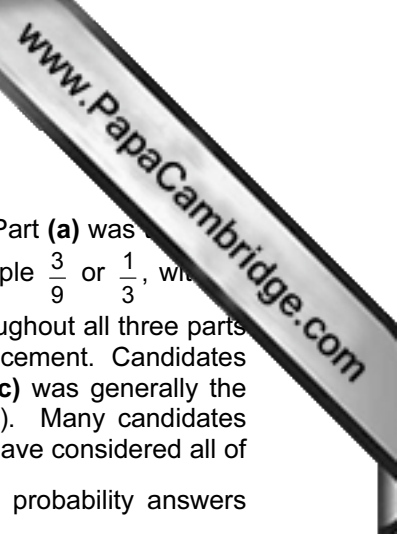 www.PapaCambridge.com
Part (a) was
ple 3/9 or 1/3,
ughout all three parts
cement. Candidates
c) was generally the
). Many candidates
ave considered all of
probability answers